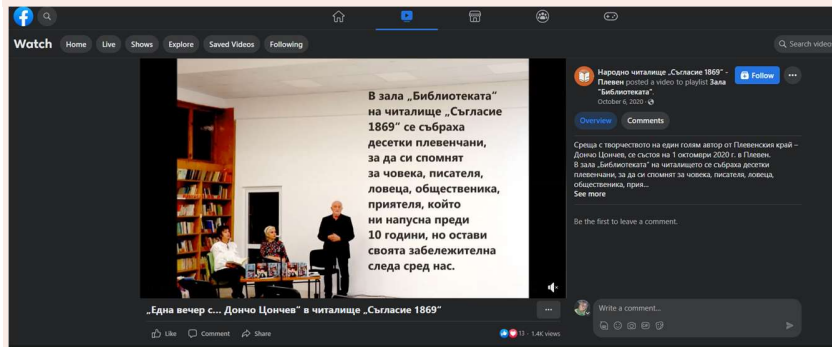 Watch
Home
Live
Shows
Explore
Saved Videos
Following
Search videos
В зала „Библиотеката“
на читалище „Съгласие
1869“ се събраха
десетки плевенчани,
за да си спомнят
за човека, писателя,
ловеца, общественика,
приятеля, който
ни напусна преди
10 години, но остави
своята забележителна
следа сред нас.
„Една вечер с... Дончо Цончев“ в читалище „Съгласие 1869“
...
Like
Comment
Share
13 · 1.4K views
Народно читалище „Съгласие 1869“ -
Плевен posted a video to playlist Зала
"Библиотеката".
October 6, 2020 ·
Follow
...
Overview
Comments
Среща с творчеството на един голям автор от Плевенския край –
Дончо Цончев, се състоя на 1 октомври 2020 г. в Плевен.
В зала „Библиотеката“ на читалището се събраха десетки
плевенчани, за да си спомнят за човека, писателя, ловеца,
общественика, прия...
See more
Be the first to leave a comment.
Write a comment...
GIF